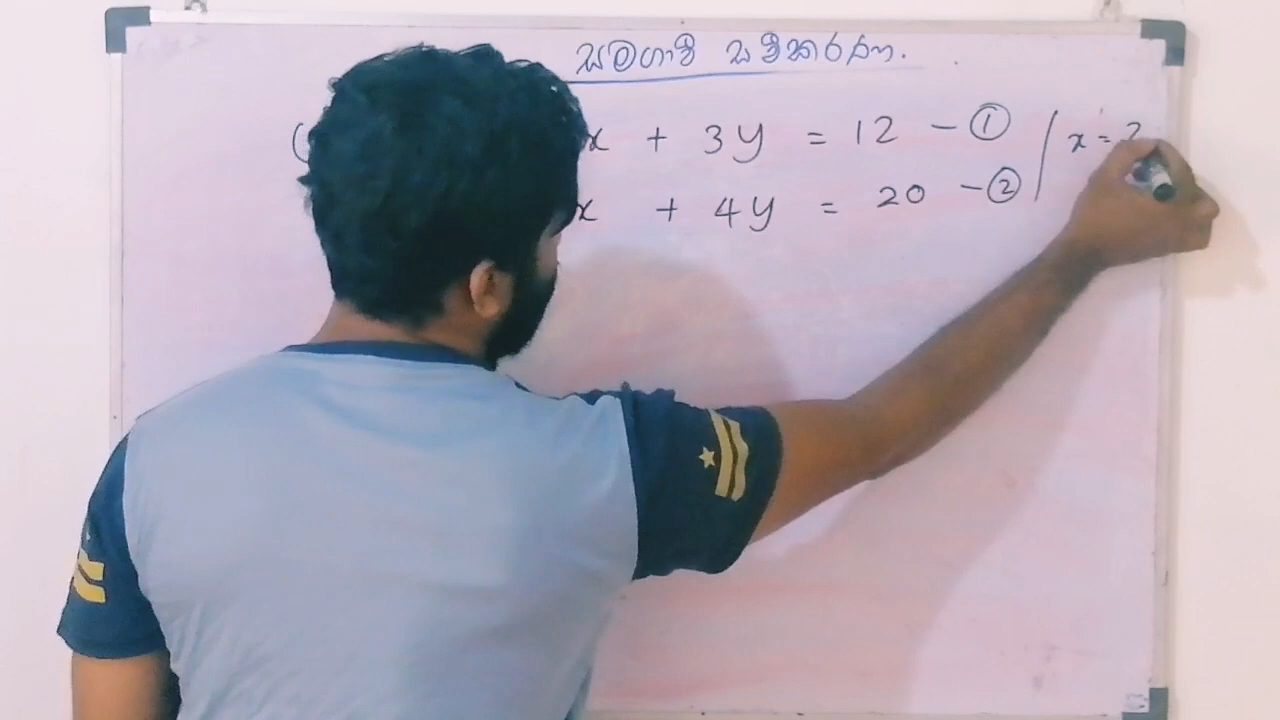 සමගාමී සමීකරණ.
( x + 3y = 12 - ① x =
x + 4y = 20 - ②